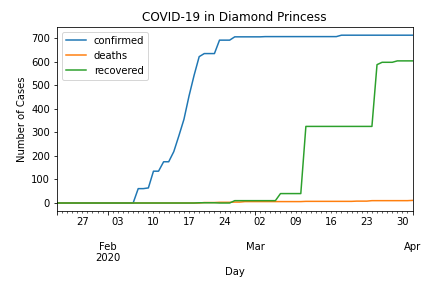 COVID-19 in Diamond Princess
confirmed
deaths
recovered
Number of Cases
700
600
500
400
300
200
100
0
27 03 10 17 24 02 09 16 23 30
Feb Mar Apr
2020
Day